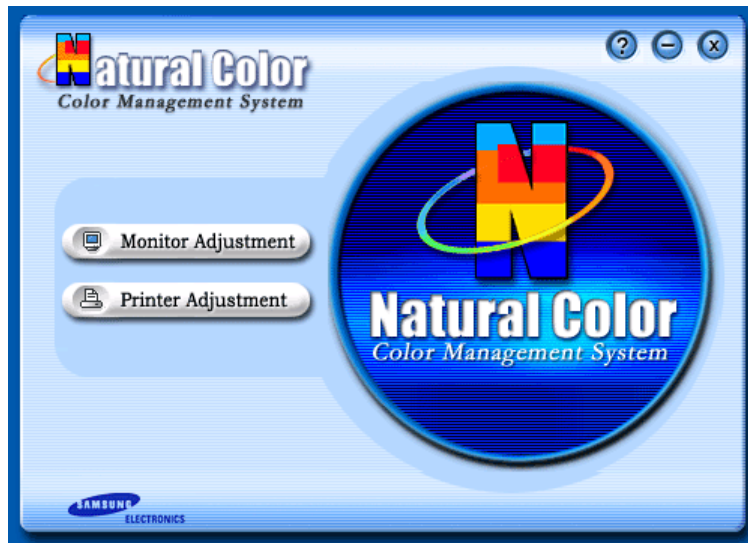 Natural Color
Color Management System
?
Monitor Adjustment
Printer Adjustment
N
Natural Color
Color Management System
SAMSUNG
ELECTRONICS